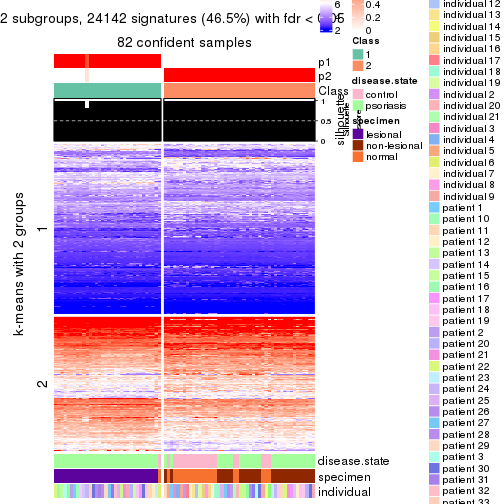 2 subgroups, 24142 signatures (46.5%) with fdr < 0.05
82 confident samples
p1
p2
Class
silhouette
1
0.5
0
k-means with 2 groups
1
2
disease.state
specimen
individual
6
0.4
0.2
0
Class
1
2
disease.state
control
psoriasis
specimen
lesional
non-lesional
normal
individual 12
individual 13
individual 14
individual 15
individual 16
individual 17
individual 18
individual 19
individual 2
individual 20
individual 21
individual 3
individual 4
individual 5
individual 6
individual 7
individual 8
individual 9
patient 1
patient 10
patient 11
patient 12
patient 13
patient 14
patient 15
patient 16
patient 17
patient 18
patient 19
patient 2
patient 20
patient 21
patient 22
patient 23
patient 24
patient 25
patient 26
patient 27
patient 28
patient 29
patient 3
patient 30
patient 31
patient 32
patient 33